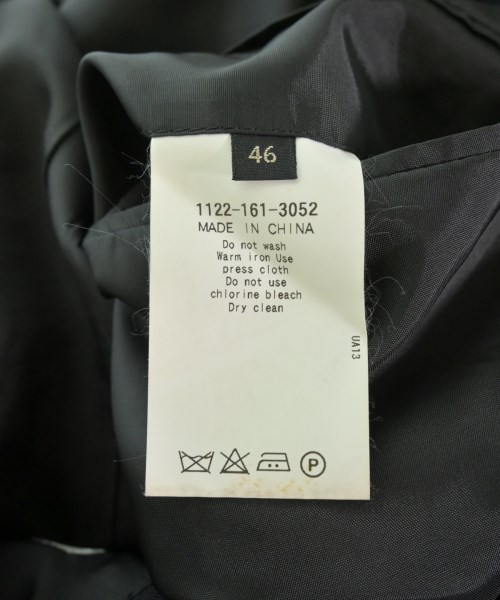 46
1122-161-3052
MADE IN CHINA
Do not wash
Warm iron Use
press cloth
Do not use
chlorine bleach
Dry clean
UA13
P